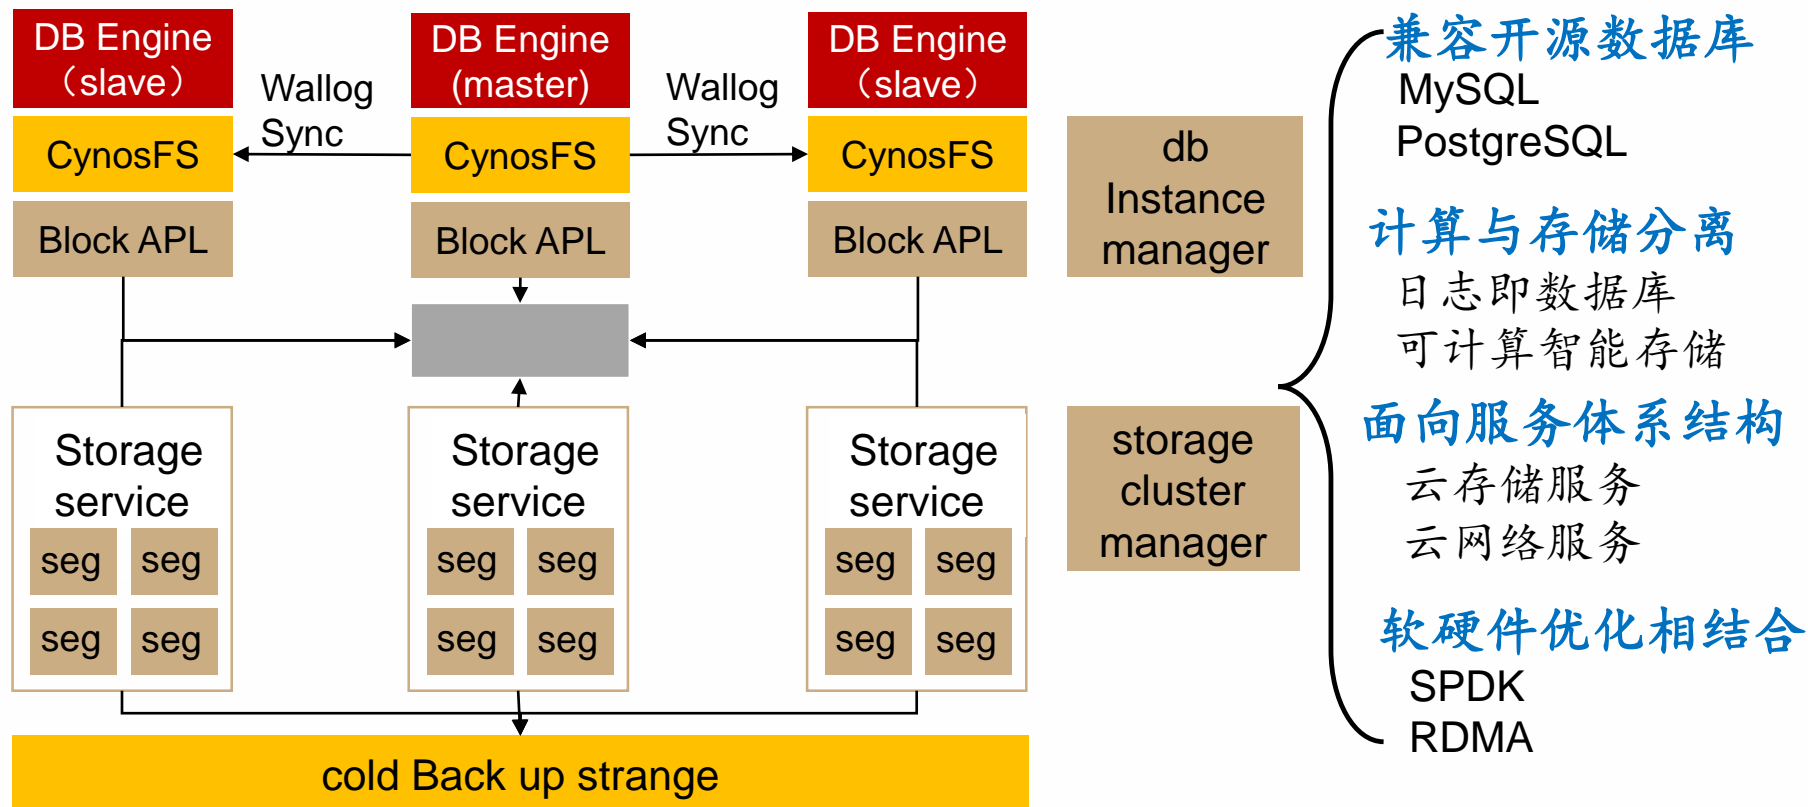 DB Engine
（slave）
DB Engine
(master)
DB Engine
（slave）
Wallog
Sync
Wallog
Sync
CynosFS
CynosFS
CynosFS
Block APL
Block APL
Block APL
Storage
service
seg seg
seg seg
Storage
service
seg seg
seg seg
Storage
service
seg seg
seg seg
cold Back up strange
db
Instance
manager
storage
cluster
manager
兼容开源数据库
MySQL
PostgreSQL
计算与存储分离
日志即数据库
可计算智能存储
面向服务体系结构
云存储服务
云网络服务
软硬件优化相结合
SPDK
RDMA